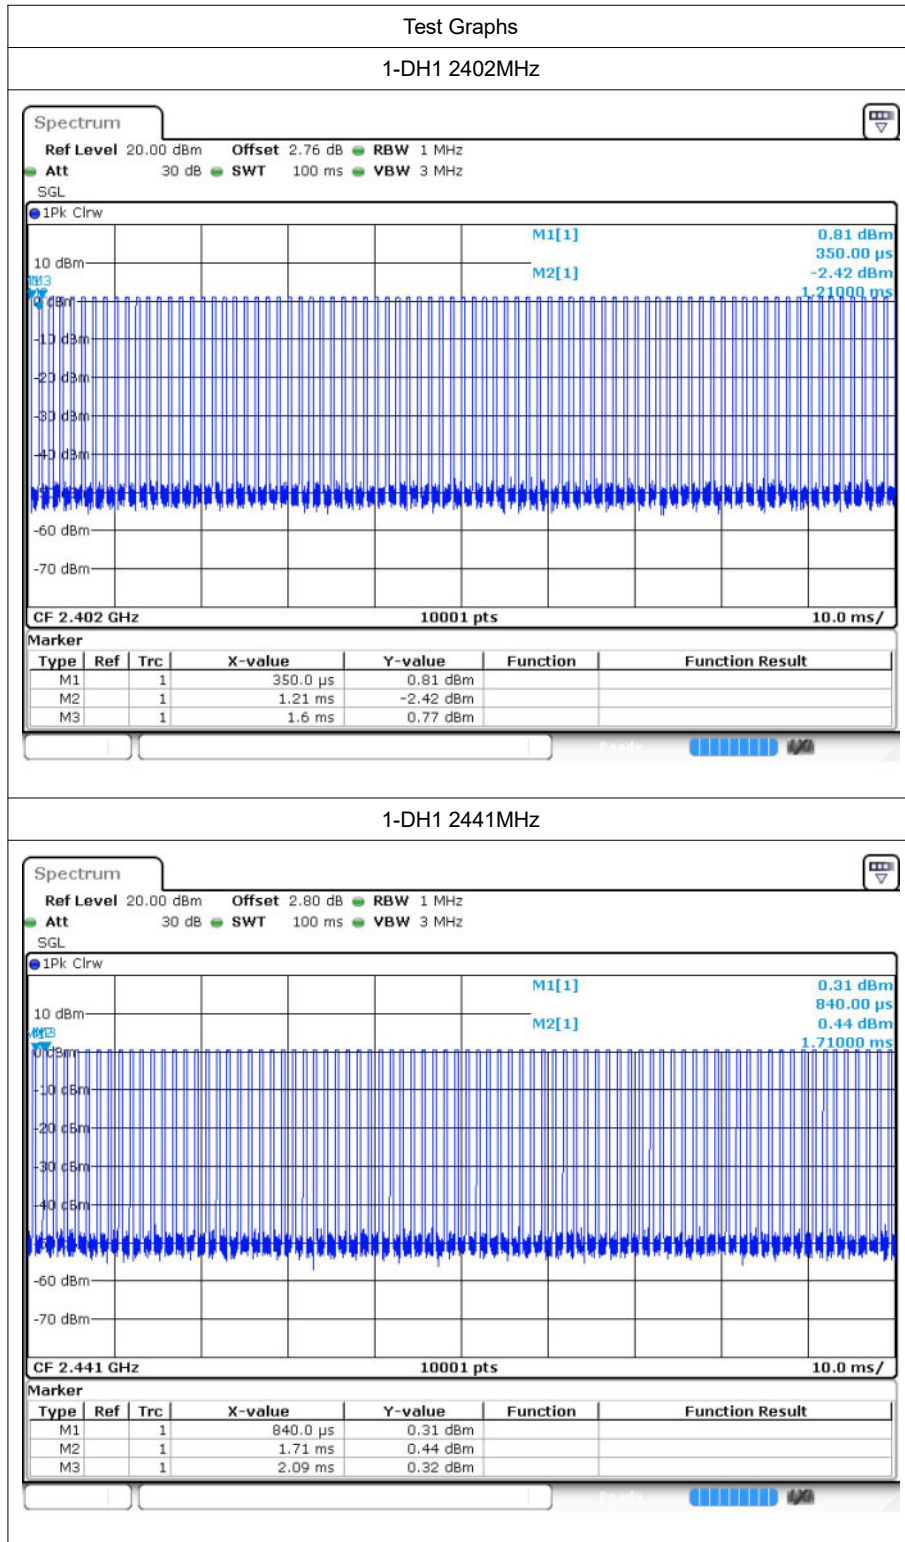 Test Graphs
1-DH1 2402MHz
Spectrum
Ref Level 20.00 dBm Offset 2.76 dB RBW 1 MHz
Att 30 dB SWT 100 ms VBW 3 MHz
SGL
1Pk Clrw
M1[1] 0.81 dBm
350.00 µs
10 dBm
M2[1] -2.42 dBm
1.21000 ms
0 dBm
-10 dBm
-20 dBm
-30 dBm
-40 dBm
-60 dBm
-70 dBm
CF 2.402 GHz 10001 pts 10.0 ms/
Marker
Type Ref Trc X-value Y-value Function Function Result
M1 1 350.0 µs 0.81 dBm
M2 1 1.21 ms -2.42 dBm
M3 1 1.6 ms 0.77 dBm
Ready
1-DH1 2441MHz
Spectrum
Ref Level 20.00 dBm Offset 2.80 dB RBW 1 MHz
Att 30 dB SWT 100 ms VBW 3 MHz
SGL
1Pk Clrw
M1[1] 0.31 dBm
840.00 µs
10 dBm
M2[1] 0.44 dBm
1.71000 ms
0 dBm
-10 dBm
-20 dBm
-30 dBm
-40 dBm
-60 dBm
-70 dBm
CF 2.441 GHz 10001 pts 10.0 ms/
Marker
Type Ref Trc X-value Y-value Function Function Result
M1 1 840.0 µs 0.31 dBm
M2 1 1.71 ms 0.44 dBm
M3 1 2.09 ms 0.32 dBm
Ready